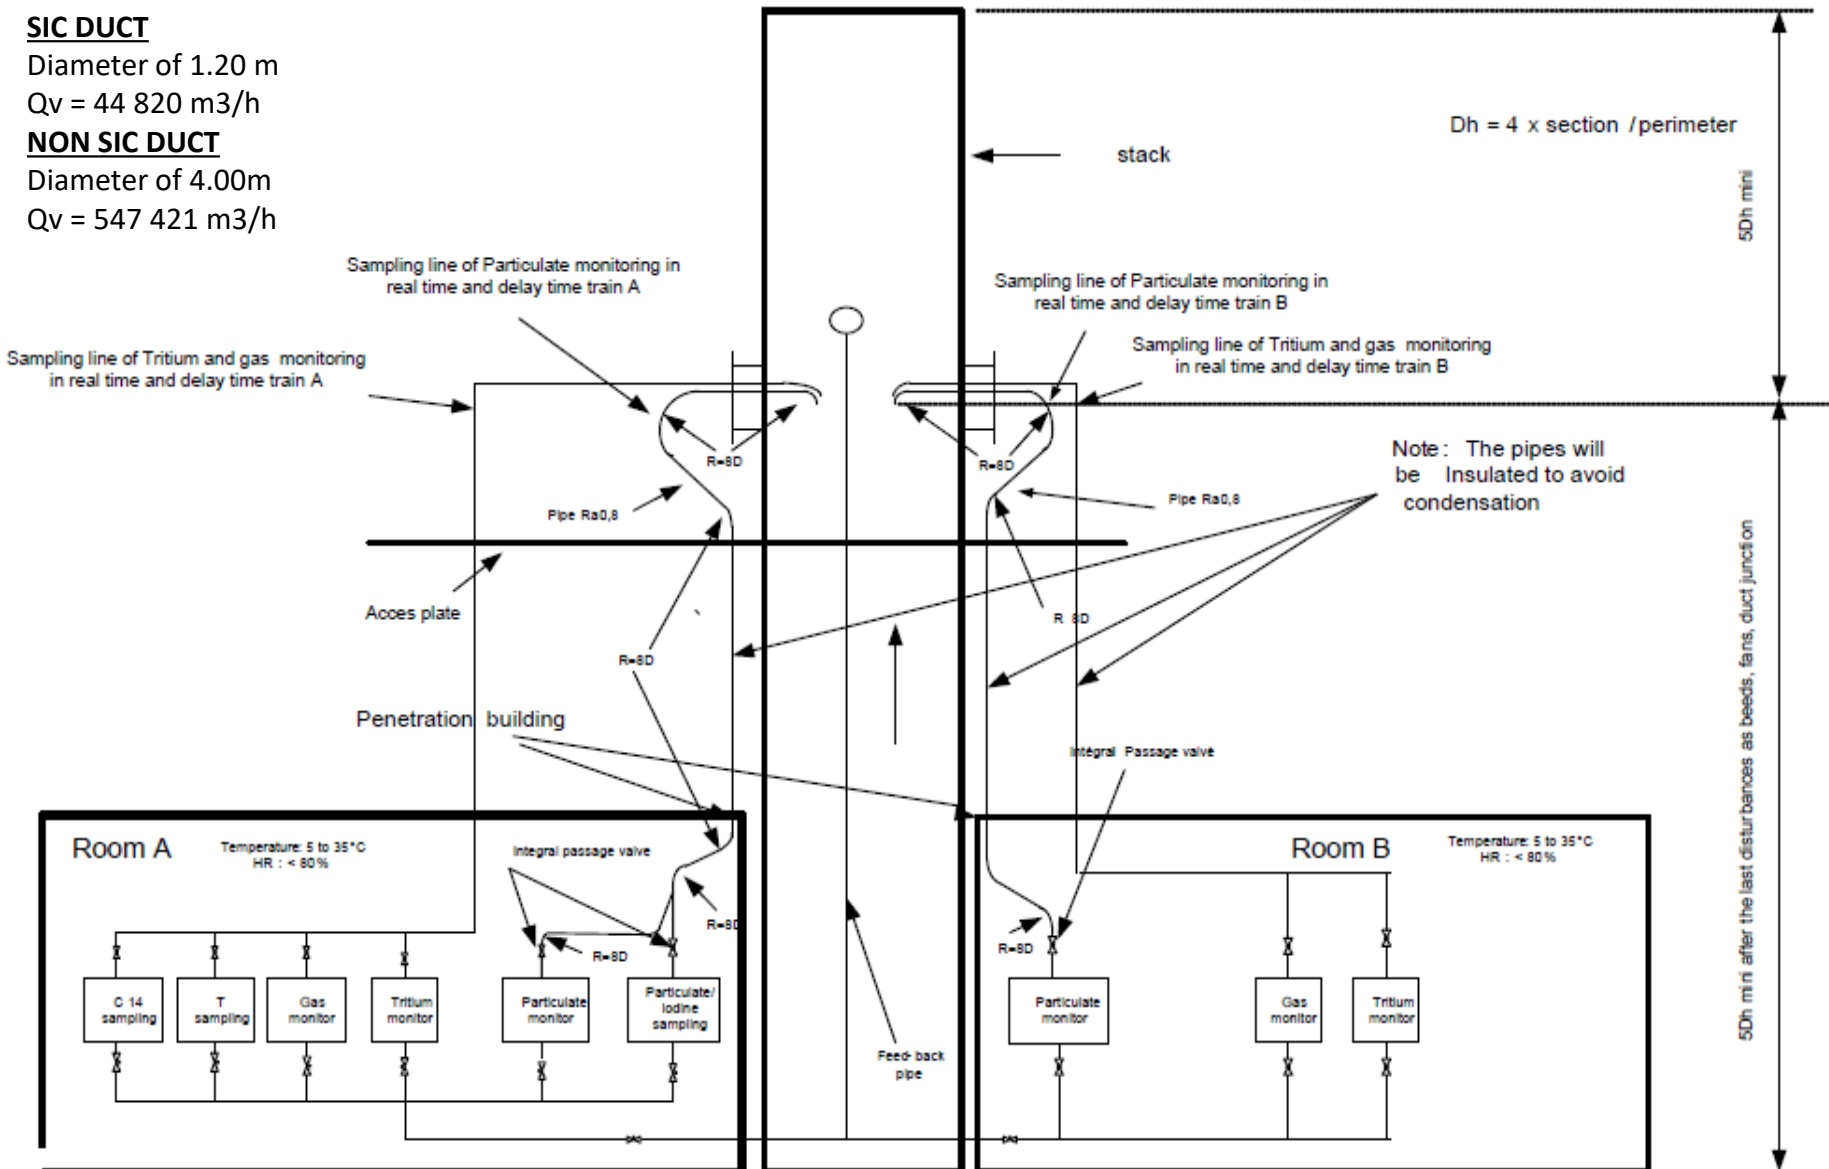 SIC DUCT
Diameter of 1.20 m
Qv = 44 820 m3/h
NON SIC DUCT
Diameter of 4.00m
Qv = 547 421 m3/h
Dh = 4 x section /perimeter
stack
5Dh mini
Sampling line of Particulate monitoring in
real time and delay time train A
Sampling line of Particulate monitoring in
real time and delay time train B
Sampling line of Tritium and gas monitoring
in real time and delay time train A
Sampling line of Tritium and gas monitoring
in real time and delay time train B
R=8D
R=8D
Note : The pipes will
be Insulated to avoid
condensation
Pipe Ra0,8
Pipe Ra0,8
Acces plate
R 8D
R=8D
5Dh mini after the last disturbances as beeds, fans, duct junction
Penetration building
Intégral Passage valve
Room A
Temperature: 5 to 35°C
HR : < 80%
Integral passage valve
Room B
Temperature: 5 to 35°C
HR : < 80%
R=8D
R=8D
R=8D
C 14
sampling
T
sampling
Gas
monitor
Tritium
monitor
Particulate
monitor
Particulate/
Iodine
sampling
Particulate
monitor
Gas
monitor
Tritium
monitor
Feed-back
pipe